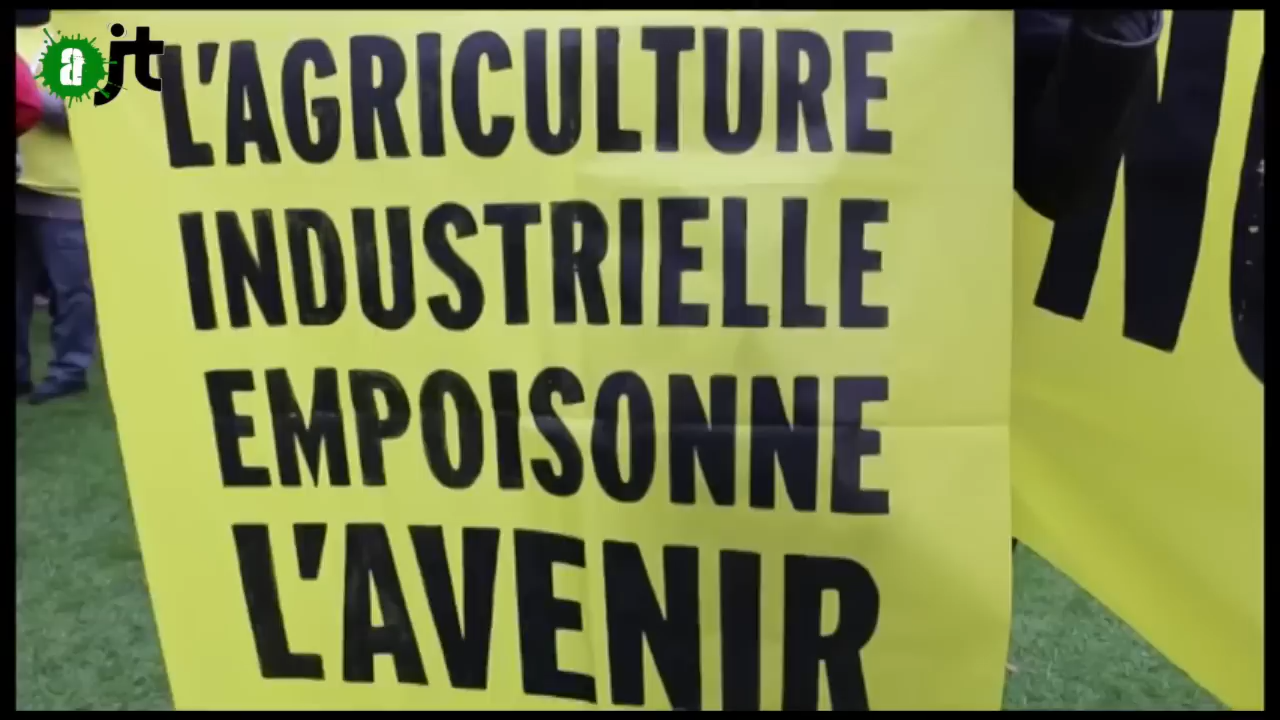 ajt
L'AGRICULTURE
INDUSTRIELLE
EMPOISONNE
L'AVENIR